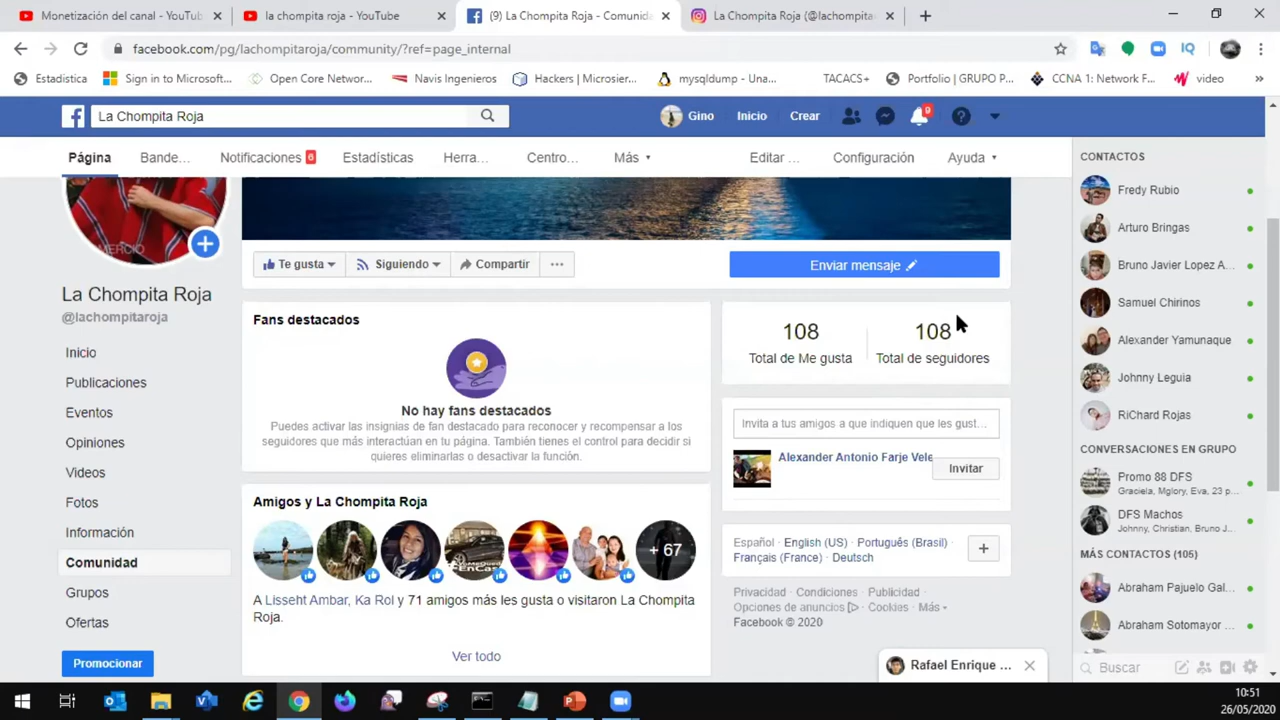 Monetización del canal - YouTub
la chompita roja - YouTube
(9) La Chompita Roja - Comunida
La Chompita Roja (@lachompita
facebook.com/pg/lachompitaroja/community/?ref=page_internal
Estadistica
Sign in to Microsoft...
Open Core Networ...
Navis Ingenieros
Hackers | Microsier...
mysqldump - Una...
TACACS+
Portfolio | GRUPO P...
CCNA 1: Network F...
video
»
La Chompita Roja
Gino
Inicio
Crear
9
Página
Bande...
Notificaciones 6
Estadísticas
Herra...
Centro...
Más
Editar ...
Configuración
Ayuda
MERCIO
La Chompita Roja
@lachompitaroja
Inicio
Publicaciones
Eventos
Opiniones
Videos
Fotos
Información
Comunidad
Grupos
Ofertas
Promocionar
Te gusta
Siguiendo
Compartir
...
Enviar mensaje
Fans destacados
No hay fans destacados
Puedes activar las insignias de fan destacado para reconocer y recompensar a los
seguidores que más interactúan en tu página. También tienes el control para decidir si
quieres eliminarlas o desactivar la función.
Amigos y La Chompita Roja
+ 67
A Lisseht Ambar, Ka Rol y 71 amigos más les gusta o visitaron La Chompita
Roja.
Ver todo
108
Total de Me gusta
108
Total de seguidores
Invita a tus amigos a que indiquen que les gust...
Alexander Antonio Farje Vele
Invitar
Español · English (US) · Português (Brasil) ·
Français (France) · Deutsch
Privacidad · Condiciones · Publicidad ·
Opciones de anuncios · Cookies · Más
Facebook © 2020
Rafael Enrique ...
CONTACTOS
Fredy Rubio
Arturo Bringas
Bruno Javier Lopez A...
Samuel Chirinos
Alexander Yamunaque
Johnny Leguia
RiChard Rojas
CONVERSACIONES EN GRUPO
Promo 88 DFS
Graciela, Mglory, Eva, 23 p...
DFS Machos
Johnny, Christian, Bruno J...
MÁS CONTACTOS (105)
Abraham Pajuelo Gal...
Abraham Sotomayor ...
Buscar
10:51
26/05/2020